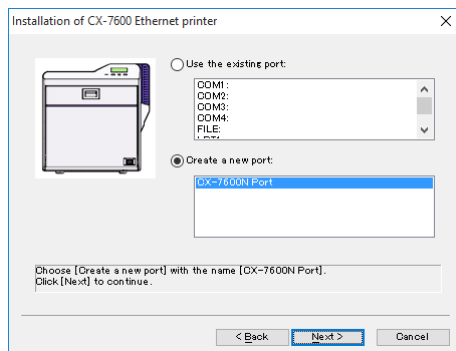 Installation of CX-7600 Ethernet printer
Use the existing port:
COM1:
COM2:
COM3:
COM4:
FILE:
Create a new port:
CX-7600N Port
Choose [Create a new port] with the name [CX-7600N Port].
Click [Next] to continue.
< Back
Next >
Cancel